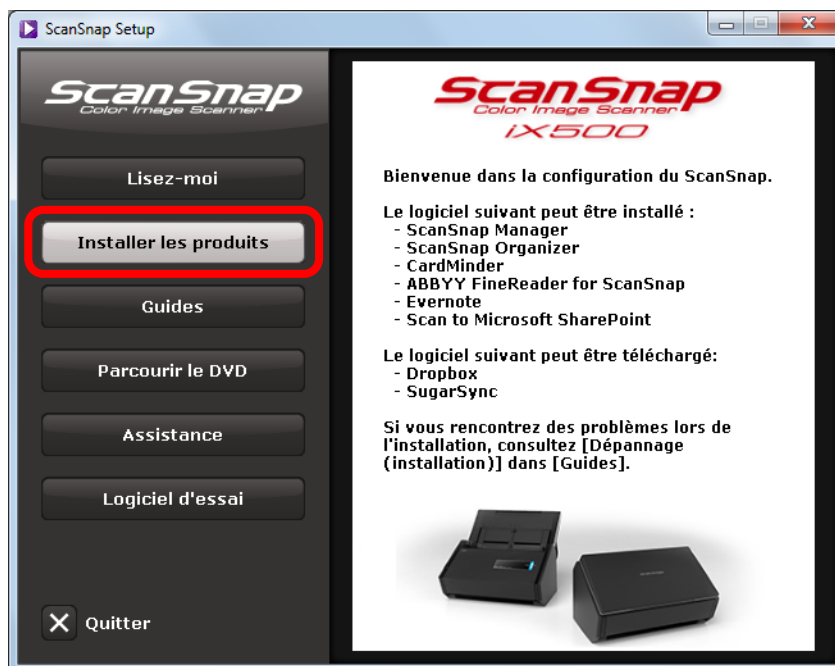 ScanSnap Setup
ScanSnap
Color Image Scanner
Lisez-moi
Installer les produits
Guides
Parcourir le DVD
Assistance
Logiciel d'essai
Quitter
ScanSnap
Color Image Scanner
iX500
Bienvenue dans la configuration du ScanSnap.
Le logiciel suivant peut être installé :
- ScanSnap Manager
- ScanSnap Organizer
- CardMinder
- ABBYY FineReader for ScanSnap
- Evernote
- Scan to Microsoft SharePoint
Le logiciel suivant peut être téléchargé:
- Dropbox
- SugarSync
Si vous rencontrez des problèmes lors de
l'installation, consultez [Dépannage
(installation)] dans [Guides].